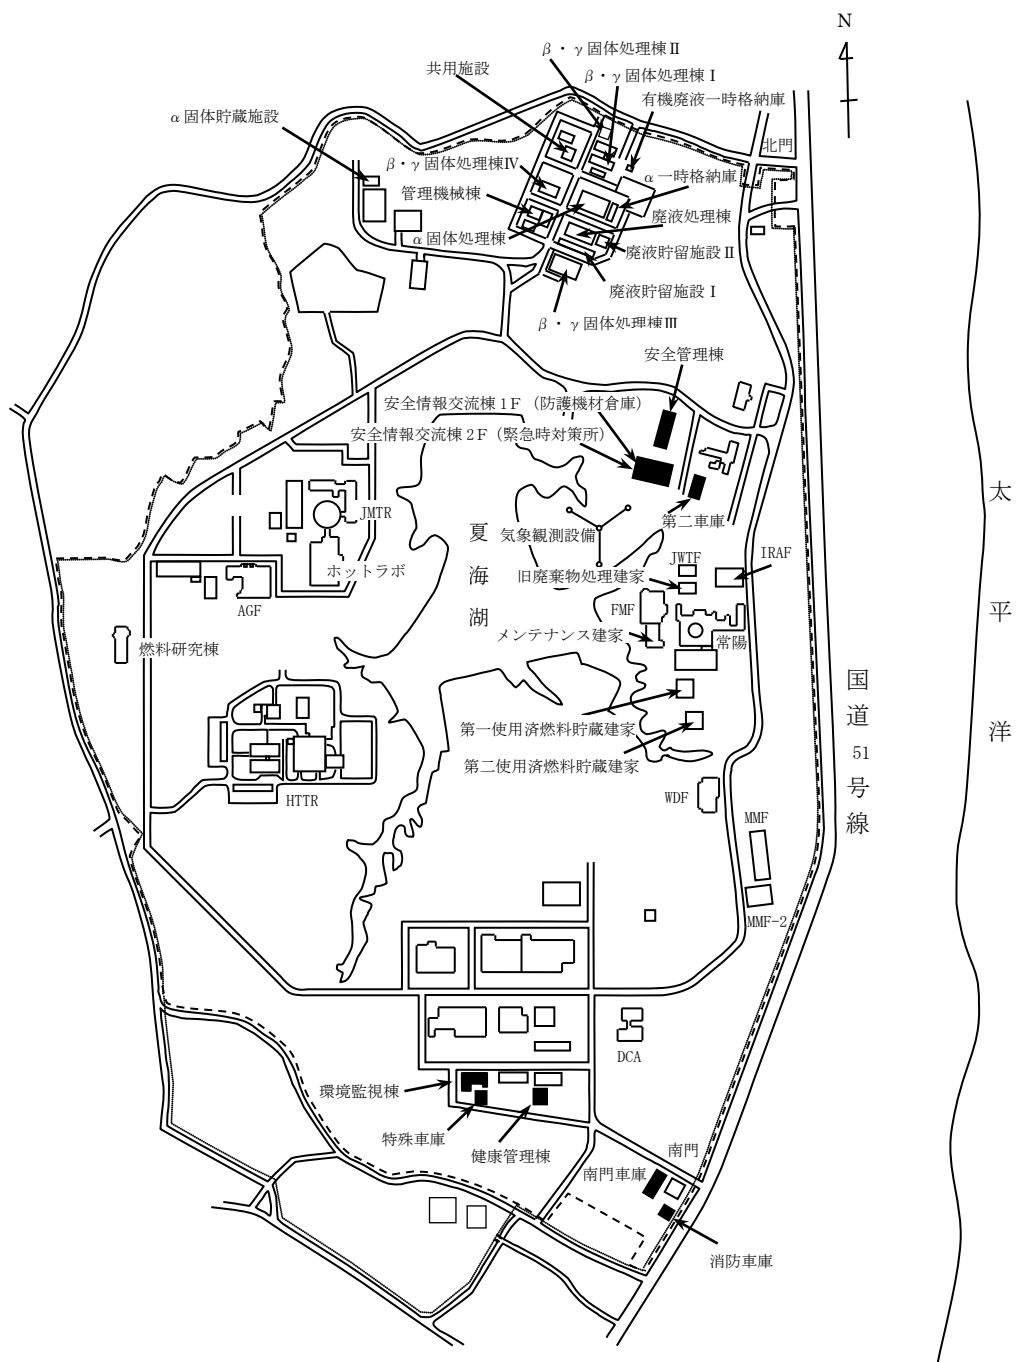 N
β・γ固体処理棟Ⅱ
共用施設
β・γ固体処理棟Ⅰ
有機廃液一時格納庫
α固体貯蔵施設
北門
β・γ固体処理棟Ⅳ
α一時格納庫
管理機械棟
廃液処理棟
α固体処理棟
廃液貯留施設Ⅱ
廃液貯留施設Ⅰ
β・γ固体処理棟Ⅲ
安全管理棟
安全情報交流棟1F（防護機材倉庫）
安全情報交流棟2F（緊急時対策所）
第二車庫
JMTR
夏海湖
気象観測設備
太平洋
JWTF
IRAF
ホットラボ
旧廃棄物処理建家
AGF
FMF
メンテナンス建家
常陽
燃料研究棟
国道51号線
第一使用済燃料貯蔵建家
第二使用済燃料貯蔵建家
HTTR
WDF
MMF
MMF-2
DCA
環境監視棟
特殊車庫
健康管理棟
南門
南門車庫
消防車庫